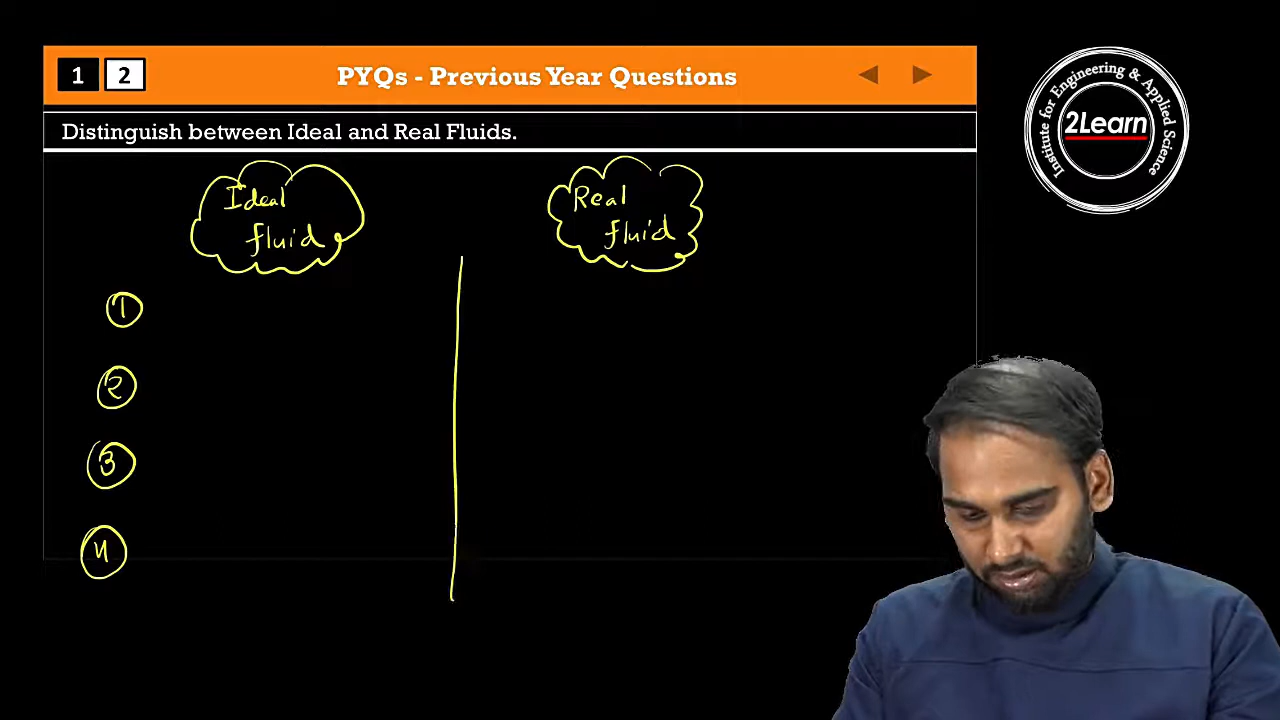 1 2 PYQs - Previous Year Questions
Distinguish between Ideal and Real Fluids.
Ideal
fluid
Real
fluid
1
2
3
4
Institute for Engineering & Applied Science
2Learn